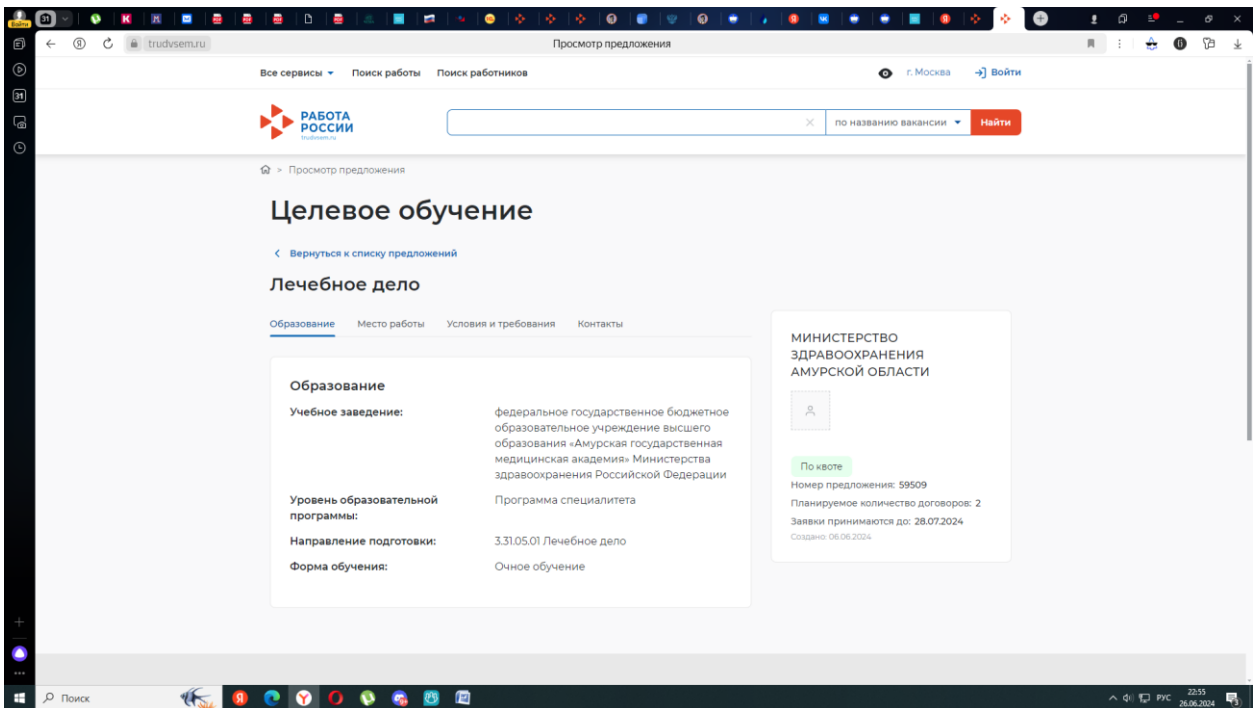 31
K
Войти
trudvsem.ru
Просмотр предложения
Все сервисы
Поиск работы
Поиск работников
г. Москва
Войти
31
РАБОТА
РОССИИ
trudvsem.ru
по названию вакансии
Найти
> Просмотр предложения
Целевое обучение
Вернуться к списку предложений
Лечебное дело
Образование
Место работы
Условия и требования
Контакты
Образование
Учебное заведение:
федеральное государственное бюджетное
образовательное учреждение высшего
образования «Амурская государственная
медицинская академия» Министерства
здравоохранения Российской Федерации
Уровень образовательной
программы:
Программа специалитета
Направление подготовки:
3.31.05.01 Лечебное дело
Форма обучения:
Очное обучение
МИНИСТЕРСТВО
ЗДРАВООХРАНЕНИЯ
АМУРСКОЙ ОБЛАСТИ
По квоте
Номер предложения: 59509
Планируемое количество договоров: 2
Заявки принимаются до: 28.07.2024
Создано: 06.06.2024
Поиск
РУС
22:55
26.06.2024